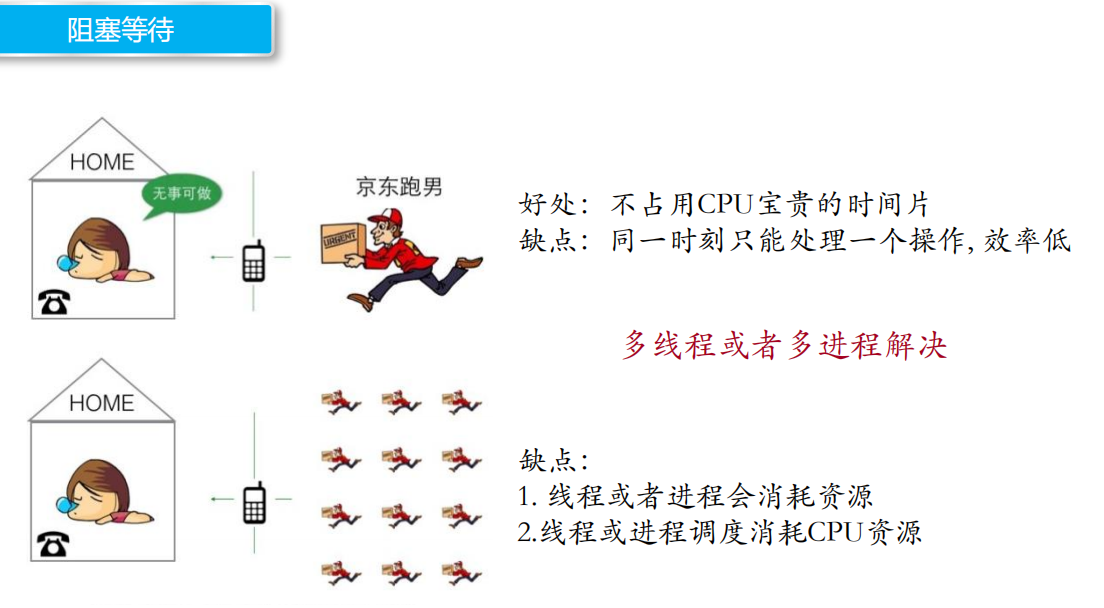 阻塞等待
HOME
无事可做
京东跑男
URGENT
好处：不占用CPU宝贵的时间片
缺点：同一时刻只能处理一个操作, 效率低
多线程或者多进程解决
HOME
缺点：
1. 线程或者进程会消耗资源
2.线程或进程调度消耗CPU资源